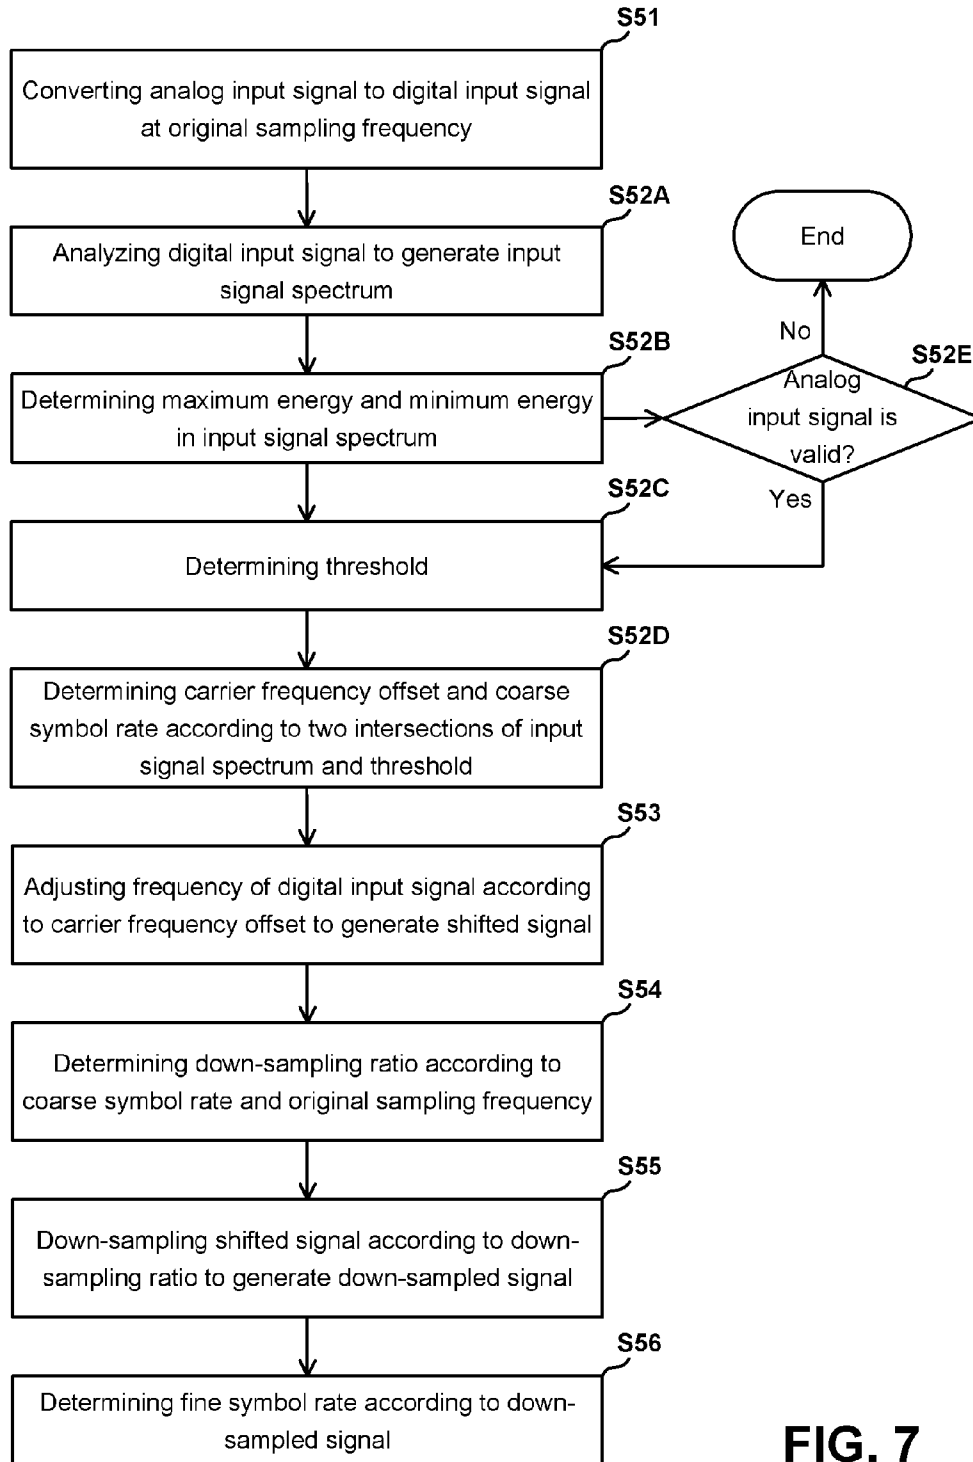 S51
Converting analog input signal to digital input signal
at original sampling frequency
S52A
Analyzing digital input signal to generate input
signal spectrum
End
No
S52B
Determining maximum energy and minimum energy
in input signal spectrum
S52E
Analog
input signal is
valid?
Yes
S52C
Determining threshold
S52D
Determining carrier frequency offset and coarse
symbol rate according to two intersections of input
signal spectrum and threshold
S53
Adjusting frequency of digital input signal according
to carrier frequency offset to generate shifted signal
S54
Determining down-sampling ratio according to
coarse symbol rate and original sampling frequency
S55
Down-sampling shifted signal according to down-
sampling ratio to generate down-sampled signal
S56
Determining fine symbol rate according to down-
sampled signal
FIG. 7